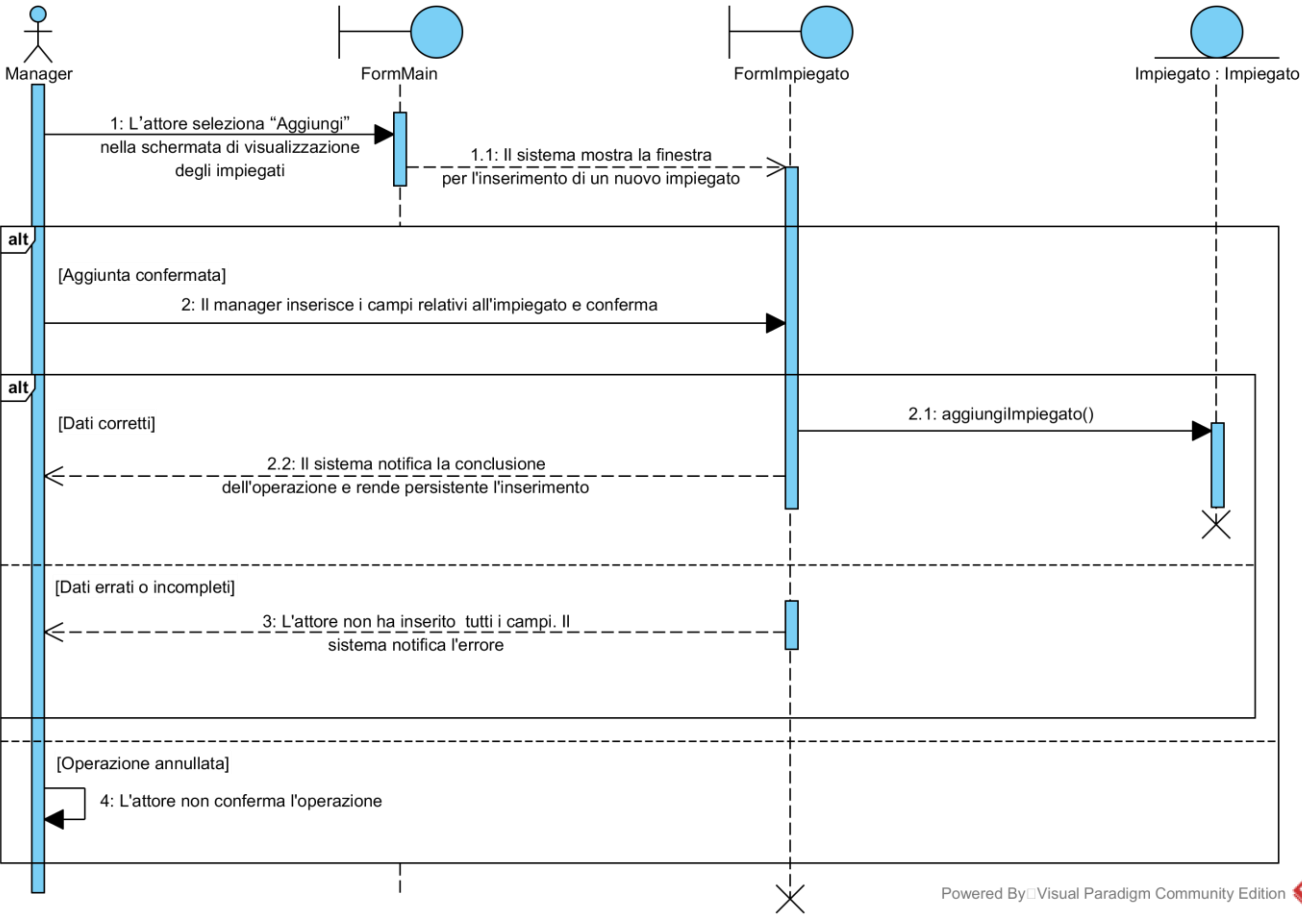 Manager
FormMain
FormImpiegato
Impiegato : Impiegato
1: L'attore seleziona “Aggiungi”
nella schermata di visualizzazione
degli impiegati
1.1: Il sistema mostra la finestra
per l'inserimento di un nuovo impiegato
alt
[Aggiunta confermata]
2: Il manager inserisce i campi relativi all'impiegato e conferma
alt
[Dati corretti]
2.1: aggiungiImpiegato()
2.2: Il sistema notifica la conclusione
dell'operazione e rende persistente l'inserimento
[Dati errati o incompleti]
3: L'attore non ha inserito  tutti i campi. Il
sistema notifica l'errore
[Operazione annullata]
4: L'attore non conferma l'operazione
Powered By Visual Paradigm Community Edition